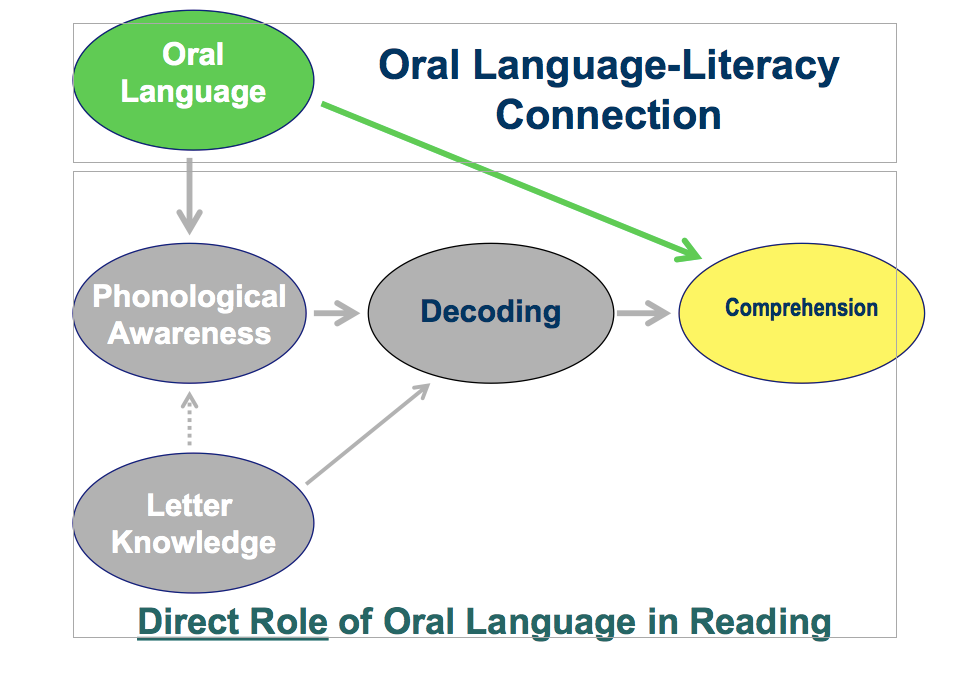 Oral
Language
Oral Language-Literacy
Connection
Phonological
Awareness
Decoding
Comprehension
Letter
Knowledge
Direct Role of Oral Language in Reading